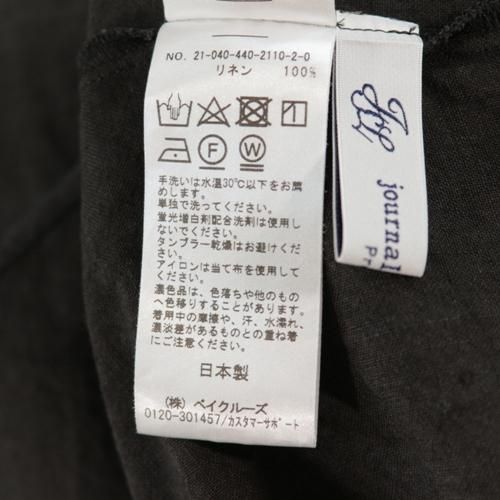 NO. 21-040-440-2110-2-0
リネン 100%
F
W
手洗いは水温30℃以下をお薦
めします。
単独で洗ってください。
蛍光増白剤配合洗剤は使用し
ないでください。
タンブラー乾燥はお避けくださ
い。
アイロンは当て布を使用して
ください。
濃色品は、色落ちや他のもの
へ色移りすることがあります。
着用中の摩擦や、汗、水濡れ、
濃淡差があるものとの重ね着
にご注意ください。
日本製
(株) ベイクルーズ
0120-301457/カスタマーサポート
journal